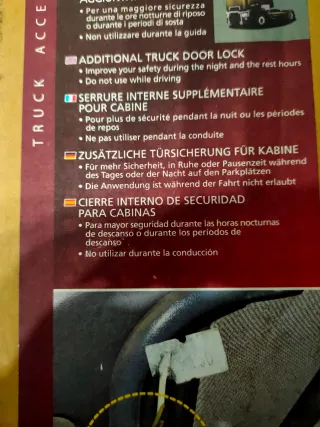 TRUCK ACCE
• Per una maggiore sicurezza
durante le ore notturne di riposo
o durante i periodi di sosta
• Non utilizzare durante la guida
ADDITIONAL TRUCK DOOR LOCK
• Improve your safety during the night and the rest hours
• Do not use while driving
SERRURE INTERNE SUPPLÉMENTAIRE
POUR CABINE
• Pour plus de sécurité pendant la nuit ou les périodes
de repos
• Ne pas utiliser pendant la conduite
ZUSÄTZLICHE TÜRSICHERUNG FÜR KABINE
• Für mehr Sicherheit, in Ruhe oder Pausenzeit während
des Tages oder der Nacht auf den Parkplätzen
• Die Anwendung ist während der Fahrt nicht erlaubt
CIERRE INTERNO DE SECURIDAD
PARA CABINAS
• Para mayor seguridad durante las horas nocturnas
de descanso o durante los periodos de
descanso
• No utilizar durante la conducción